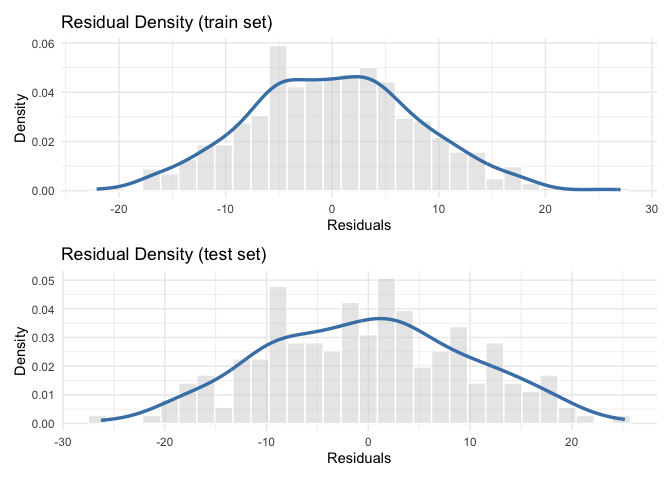 Residual Density (train set)
0.06
0.04
0.02
0.00
Density
-20 -10 0 10 20 30
Residuals
Residual Density (test set)
0.05
0.04
0.03
0.02
0.01
0.00
Density
-30 -20 -10 0 10 20
Residuals